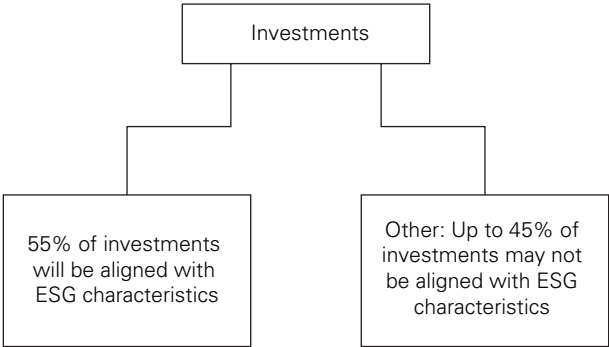 Investments
55% of investments
will be aligned with
ESG characteristics
Other: Up to 45% of
investments may not
be aligned with ESG
characteristics